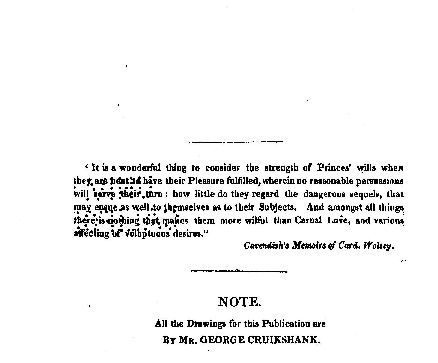 ‘ It is a wonderful thing to consider the strength of Princes' wills when
they are bent to have their Pleasure fulfilled, wherein no reasonable persuasions
will serve their turn: how little do they regard the dangerous sequels, that
may ensue as well to themselves as to their Subjects. And amongst all things
there is nothing that makes them more wilful than Carnal Love, and various
affecting of voluptuous desires."
Cavendish's Memoirs of Card. Wolsey.
NOTE.
All the Drawings for this Publication are
BY MR. GEORGE CRUIKSHANK.